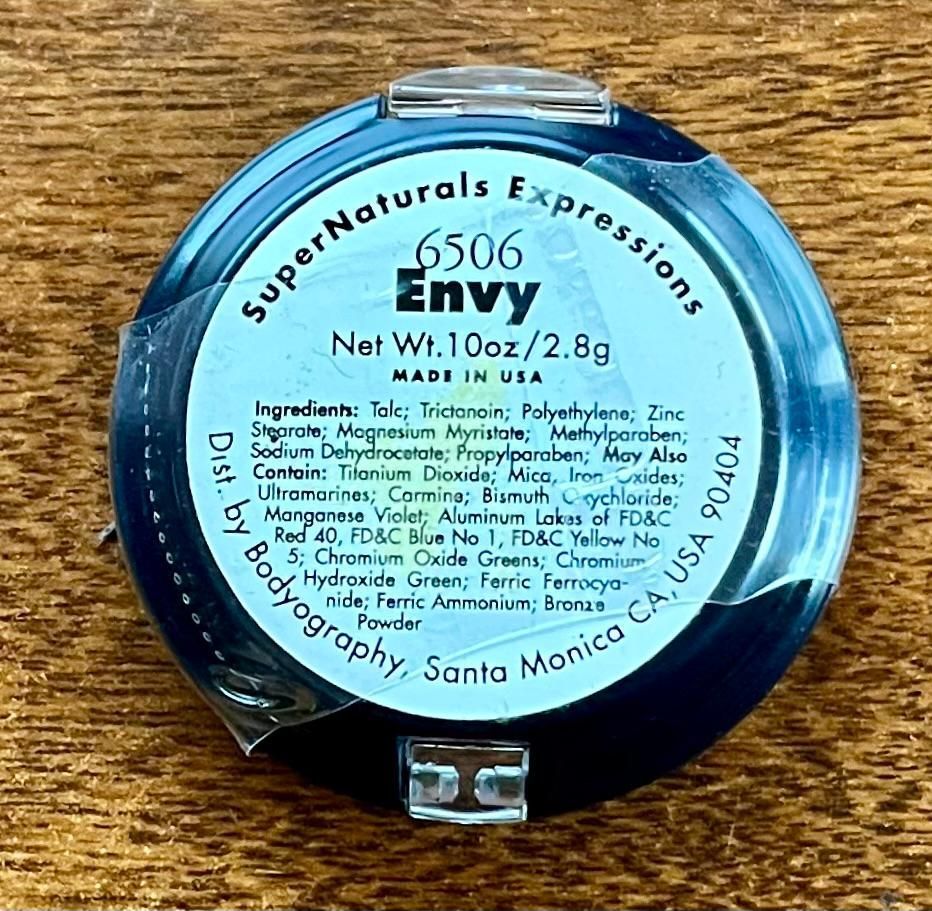 SuperNaturals Expressions
6506
Envy
Net Wt.10oz/2.8g
MADE IN USA
Ingredients: Talc; Trictanoin; Polyethylene; Zinc
Stearate; Magnesium Myristate; Methylparaben;
Sodium Dehydrocetate; Propylparaben; May Also
Contain: Titanium Dioxide; Mica, Iron Oxides;
Ultramarines; Carmine; Bismuth Oxychloride;
Manganese Violet; Aluminum Lakes of FD&C
Red 40, FD&C Blue No 1, FD&C Yellow No
5; Chromium Oxide Greens; Chromium
Hydroxide Green; Ferric Ferrocya-
nide; Ferric Ammonium; Bronze
Powder
Dist. by Bodyography, Santa Monica CA, USA 90404